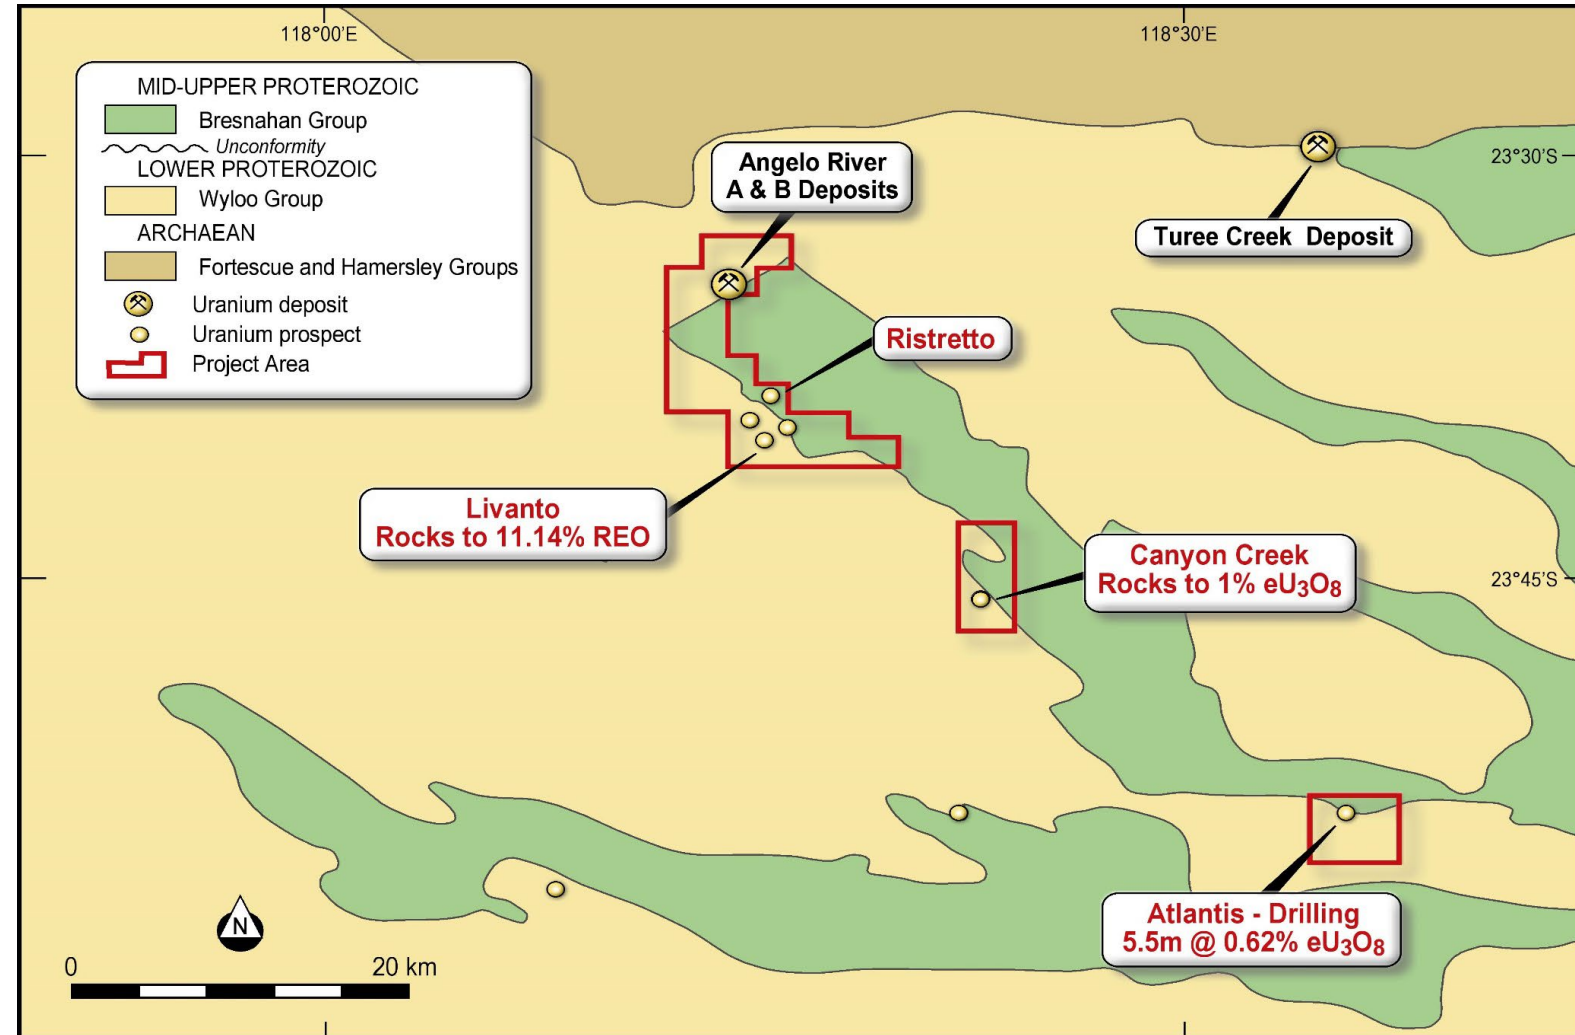 118°00'E
118°30'E
MID-UPPER PROTEROZOIC
Bresnahan Group
Unconformity
LOWER PROTEROZOIC
Wyloo Group
ARCHAEAN
Fortescue and Hamersley Groups
Uranium deposit
Uranium prospect
Project Area
Angelo River
A & B Deposits
23°30'S
Turee Creek Deposit
Ristretto
Livanto
Rocks to 11.14% REO
Canyon Creek
Rocks to 1% eU₃O₈
23°45'S
Atlantis - Drilling
5.5m @ 0.62% eU₃O₈
N
0 20 km